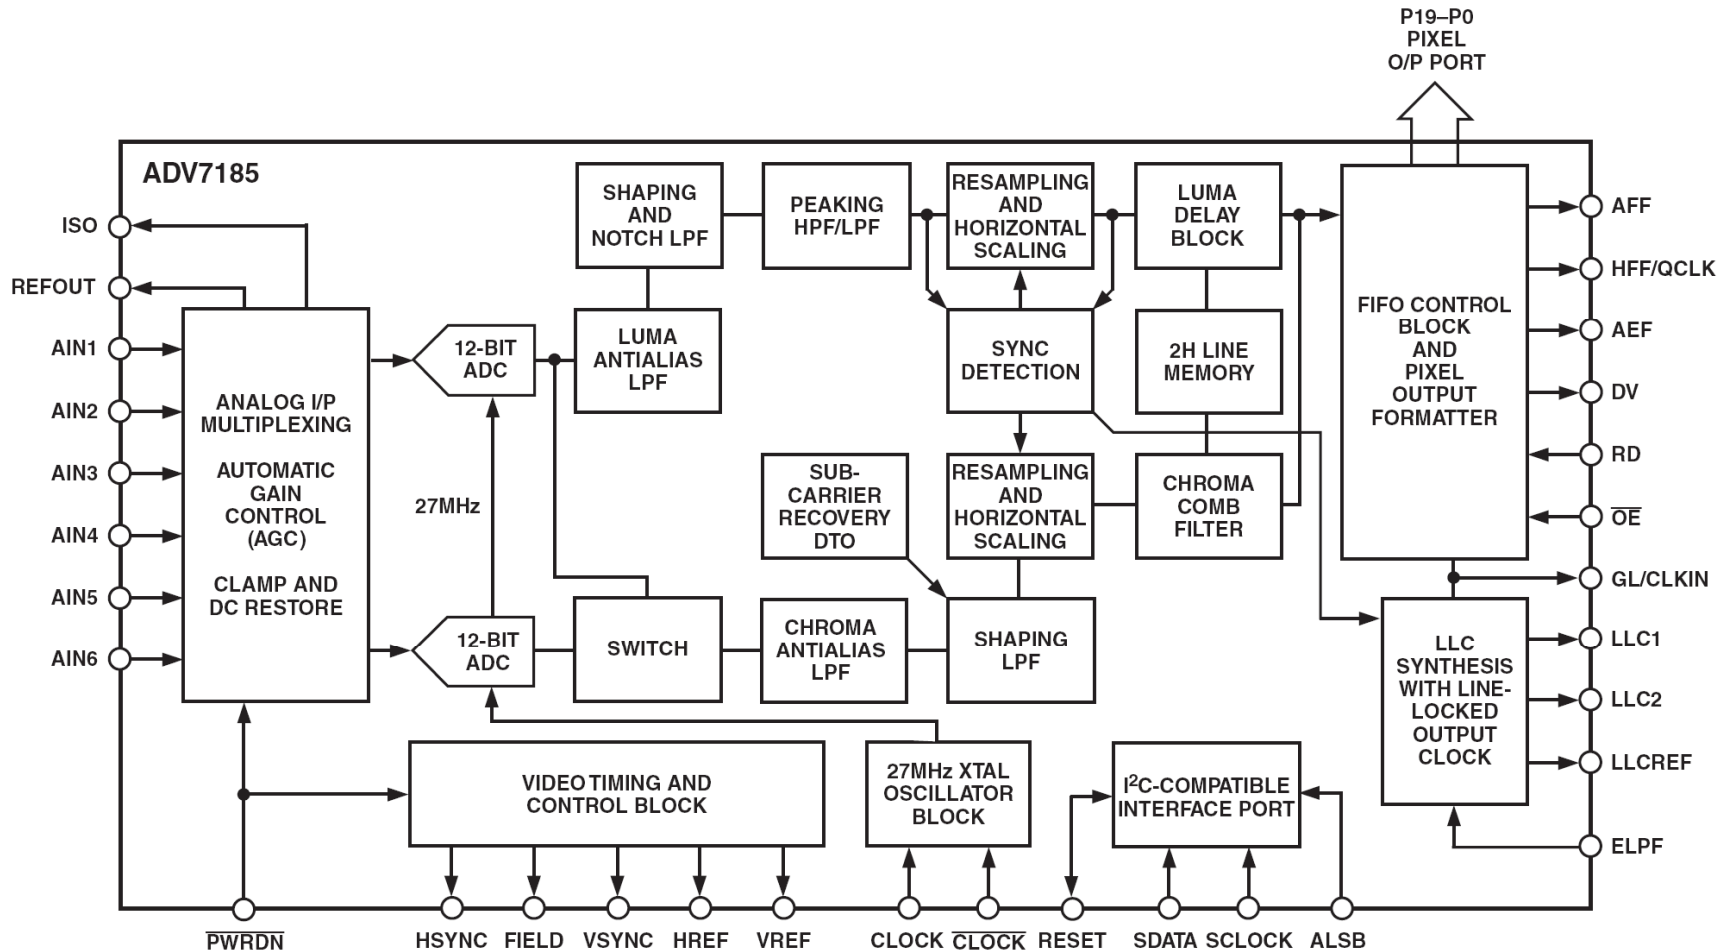 P19–P0
PIXEL
O/P PORT
ADV7185
ISO
REFOUT
AIN1
AIN2
AIN3
AIN4
AIN5
AIN6
ANALOG I/P
MULTIPLEXING
AUTOMATIC
GAIN
CONTROL
(AGC)
CLAMP AND
DC RESTORE
12-BIT
ADC
27MHz
12-BIT
ADC
SHAPING
AND
NOTCH LPF
LUMA
ANTIALIAS
LPF
PEAKING
HPF/LPF
RESAMPLING
AND
HORIZONTAL
SCALING
LUMA
DELAY
BLOCK
SYNC
DETECTION
2H LINE
MEMORY
SUB-
CARRIER
RECOVERY
DTO
RESAMPLING
AND
HORIZONTAL
SCALING
CHROMA
COMB
FILTER
SWITCH
CHROMA
ANTIALIAS
LPF
SHAPING
LPF
FIFO CONTROL
BLOCK
AND
PIXEL
OUTPUT
FORMATTER
LLC
SYNTHESIS
WITH LINE-
LOCKED
OUTPUT
CLOCK
AFF
HFF/QCLK
AEF
DV
RD
O̅E̅
GL/CLKIN
LLC1
LLC2
LLCREF
ELPF
VIDEO TIMING AND
CONTROL BLOCK
27MHz XTAL
OSCILLATOR
BLOCK
I²C-COMPATIBLE
INTERFACE PORT
P̅W̅R̅D̅N̅
HSYNC
FIELD
VSYNC
HREF
VREF
CLOCK
C̅L̅O̅C̅K̅
RESET
SDATA
SCLOCK
ALSB